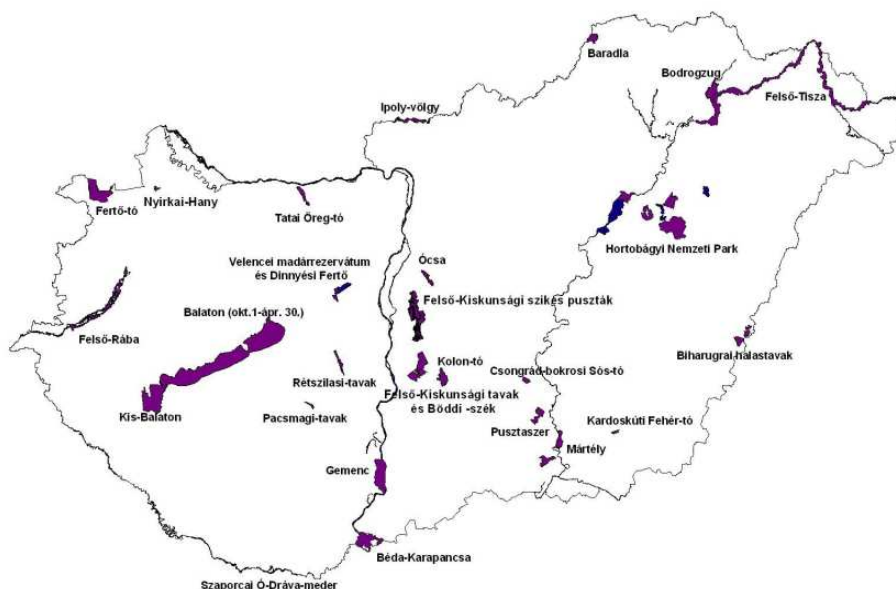 Baradla
Bodrogzug
Felső-Tisza
Ipoly-völgy
Nyirkai-Hany
Fertő-tó
Tatai Öreg-tó
Hortobágyi Nemzeti Park
Velencei madárrezervátum
és Dinnyési Fertő
Ócsa
Felső-Kiskunsági szikés puszták
Balaton (okt.1-ápr. 30.)
Felső-Rába
Biharugrai-halastavak
Kolon-tó
Csongrád-bokrosi Sós-tó
Rétszilasi-tavak
Felső-Kiskunsági tavak
és Böddi -szék
Kis-Balaton
Pacsmagi-tavak
Kardoskúti Fehér-tó
Pusztaszer
Mártély
Gemenc
Béda-Karapancsa
Szaporcai Ó-Dráva-meder